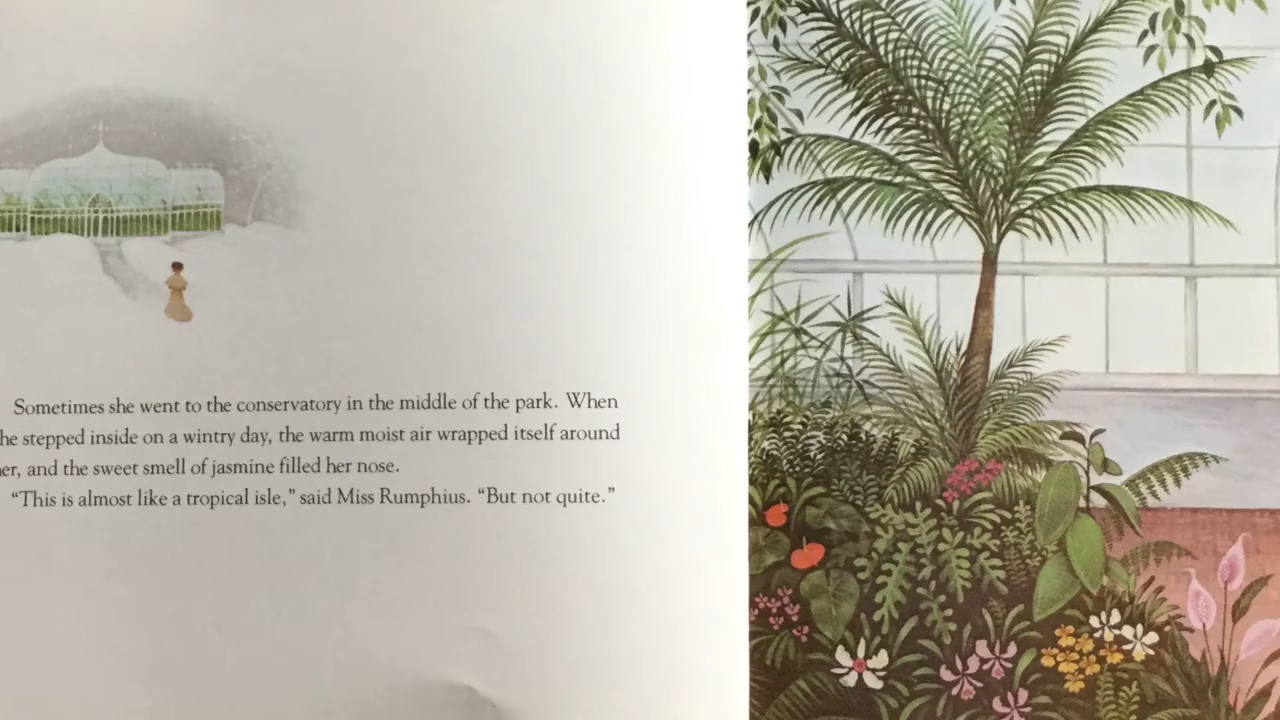 Sometimes she went to the conservatory in the middle of the park. When
he stepped inside on a wintry day, the warm moist air wrapped itself around
er, and the sweet smell of jasmine filled her nose.
“This is almost like a tropical isle,” said Miss Rumphius. “But not quite.”